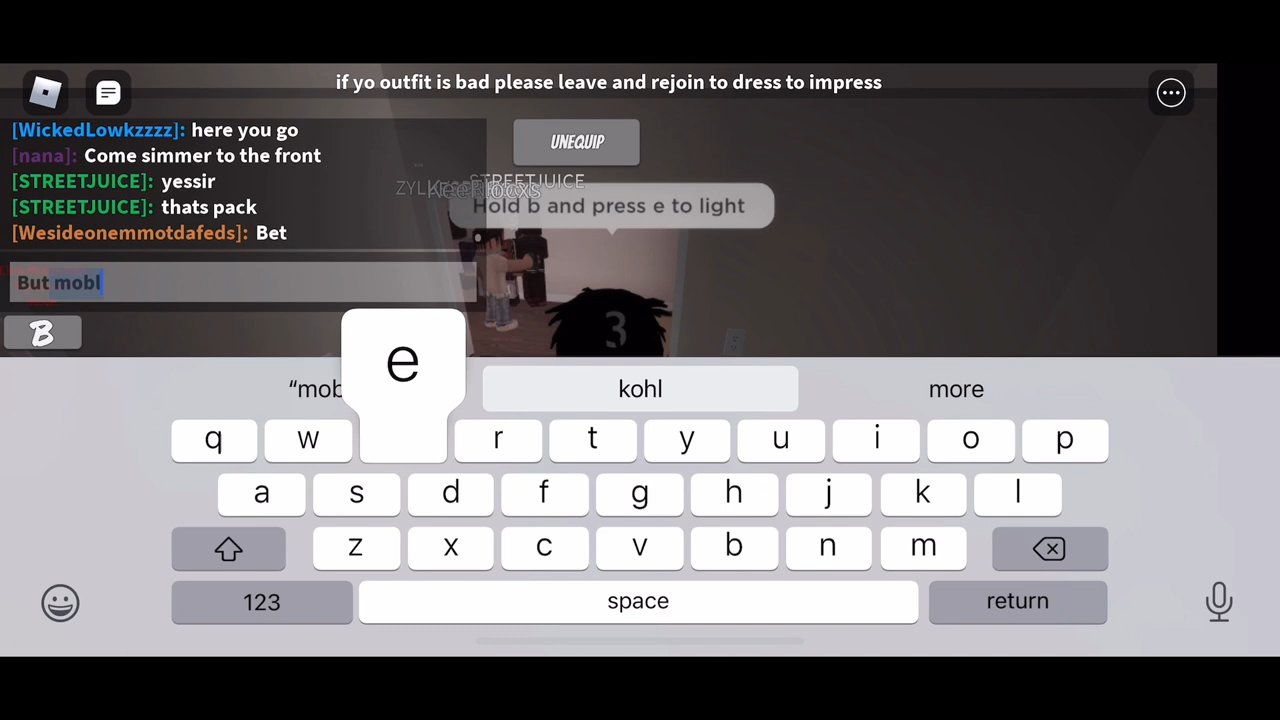 if yo outfit is bad please leave and rejoin to dress to impress
[WickedLowkzzzz]: here you go
[nana]: Come simmer to the front
[STREETJUICE]: yessir
[STREETJUICE]: thats pack
[Wesideonemmotdafeds]: Bet
UNEQUIP
STREETJUICE
Hold b and press e to light
But mobl
B
3
e
“mob
kohl
more
q w r t y u i o p
a s d f g h j k l
z x c v b n m
123
space
return